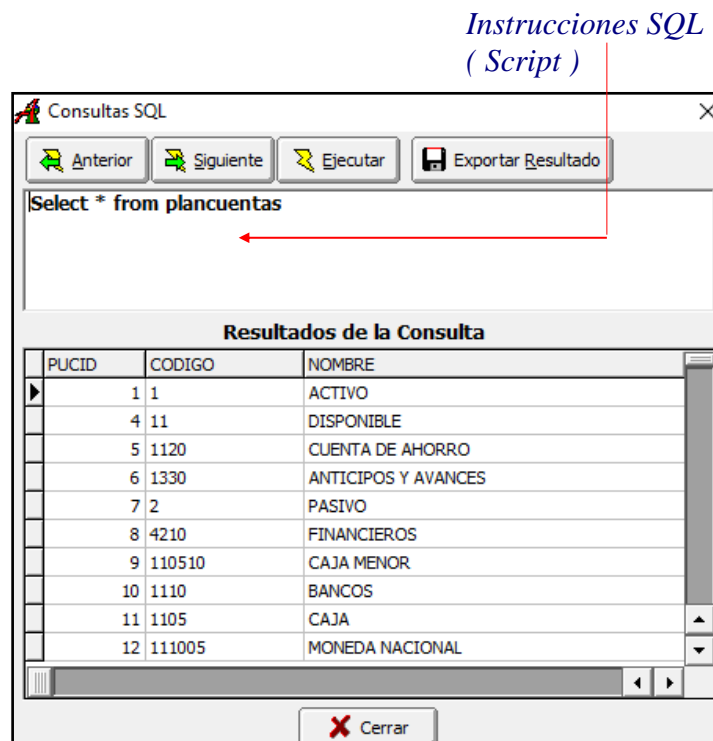 Instrucciones SQL
( Script )
Consultas SQL
Anterior Siguiente Ejecutar Exportar Resultado
Select * from plancuentas
Resultados de la Consulta
PUCID CODIGO NOMBRE
1 1 ACTIVO
4 11 DISPONIBLE
5 1120 CUENTA DE AHORRO
6 1330 ANTICIPOS Y AVANCES
7 2 PASIVO
8 4210 FINANCIEROS
9 110510 CAJA MENOR
10 1110 BANCOS
11 1105 CAJA
12 111005 MONEDA NACIONAL
Cerrar